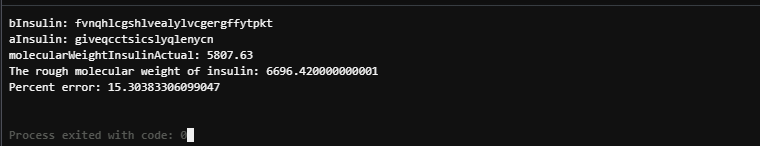 bInsulin: fvnqhlcgshlvealylvcgergffytpkt
aInsulin: giveqcctsicslyqlenycn
molecularWeightInsulinActual: 5807.63
The rough molecular weight of insulin: 6696.420000000001
Percent error: 15.30383306099047
Process exited with code: 0